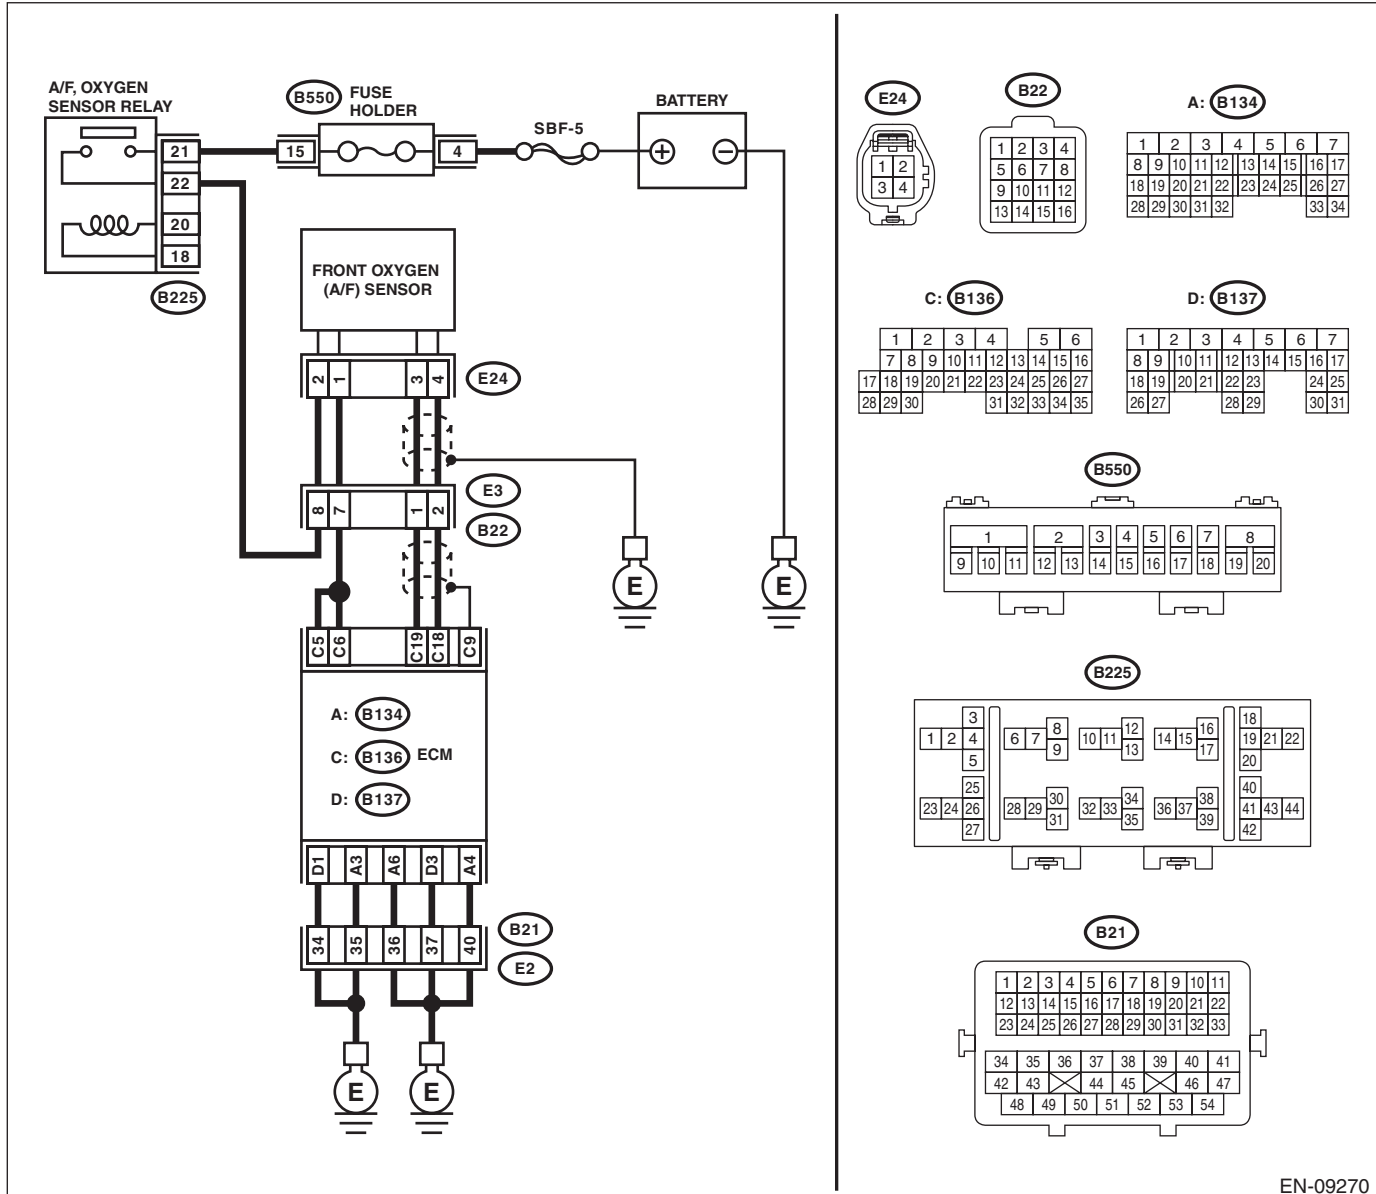 A/F, OXYGEN
SENSOR RELAY
B550 FUSE
HOLDER
SBF-5
BATTERY
21 15 4 + −
22
20
18
B225
FRONT OXYGEN
(A/F) SENSOR
2 1 3 4 E24
E3
8 7 1 2
B22
E E
C5 C6 C19 C18 C9
A: B134
C: B136 ECM
D: B137
D1 A3 A6 D3 A4
B21
34 35 36 37 40
E2
E E
E24
1 2
3 4
B22
1 2 3 4
5 6 7 8
9 10 11 12
13 14 15 16
A: B134
1 2 3 4 5 6 7
8 9 10 11 12 13 14 15 16 17
18 19 20 21 22 23 24 25 26 27
28 29 30 31 32 33 34
C: B136
1 2 3 4 5 6
7 8 9 10 11 12 13 14 15 16
17 18 19 20 21 22 23 24 25 26 27
28 29 30 31 32 33 34 35
D: B137
1 2 3 4 5 6 7
8 9 10 11 12 13 14 15 16 17
18 19 20 21 22 23 24 25
26 27 28 29 30 31
B550
1 2 3 4 5 6 7 8
9 10 11 12 13 14 15 16 17 18 19 20
B225
3 8 12 16 18
1 2 4 6 7 9 10 11 13 14 15 17 19 21 22
5 20
25 30 34 38 40
23 24 26 28 29 31 32 33 35 36 37 39 41 43 44
27 42
B21
1 2 3 4 5 6 7 8 9 10 11
12 13 14 15 16 17 18 19 20 21 22
23 24 25 26 27 28 29 30 31 32 33
34 35 36 37 38 39 40 41
42 43 44 45 46 47
48 49 50 51 52 53 54
EN-09270